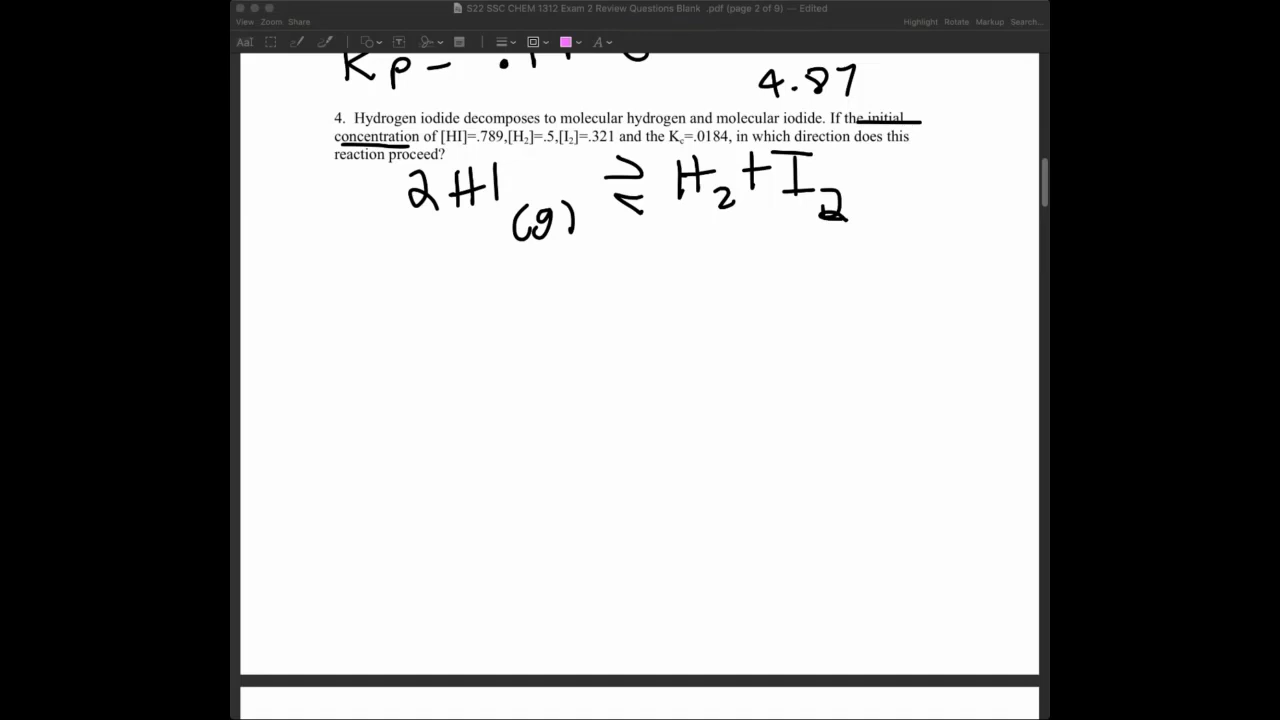 S22 SSC CHEM 1312 Exam 2 Review Questions Blank .pdf (page 2 of 9) — Edited
View Zoom Share Highlight Rotate Markup Search...
4.87
4. Hydrogen iodide decomposes to molecular hydrogen and molecular iodide. If the initial
concentration of [HI]=.789,[H₂]=.5,[I₂]=.321 and the K꜀=.0184, in which direction does this
reaction proceed?
2HI (g) ⇌ H₂ + I₂